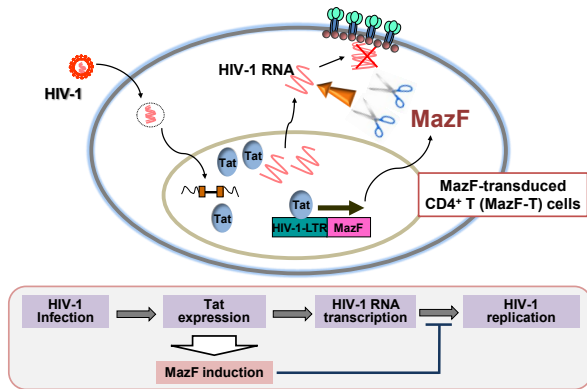 HIV-1
HIV-1 RNA
MazF
Tat
Tat
Tat
Tat
HIV-1-LTR MazF
MazF-transduced
CD4⁺ T (MazF-T) cells
HIV-1
Infection
Tat
expression
HIV-1 RNA
transcription
HIV-1
replication
MazF induction